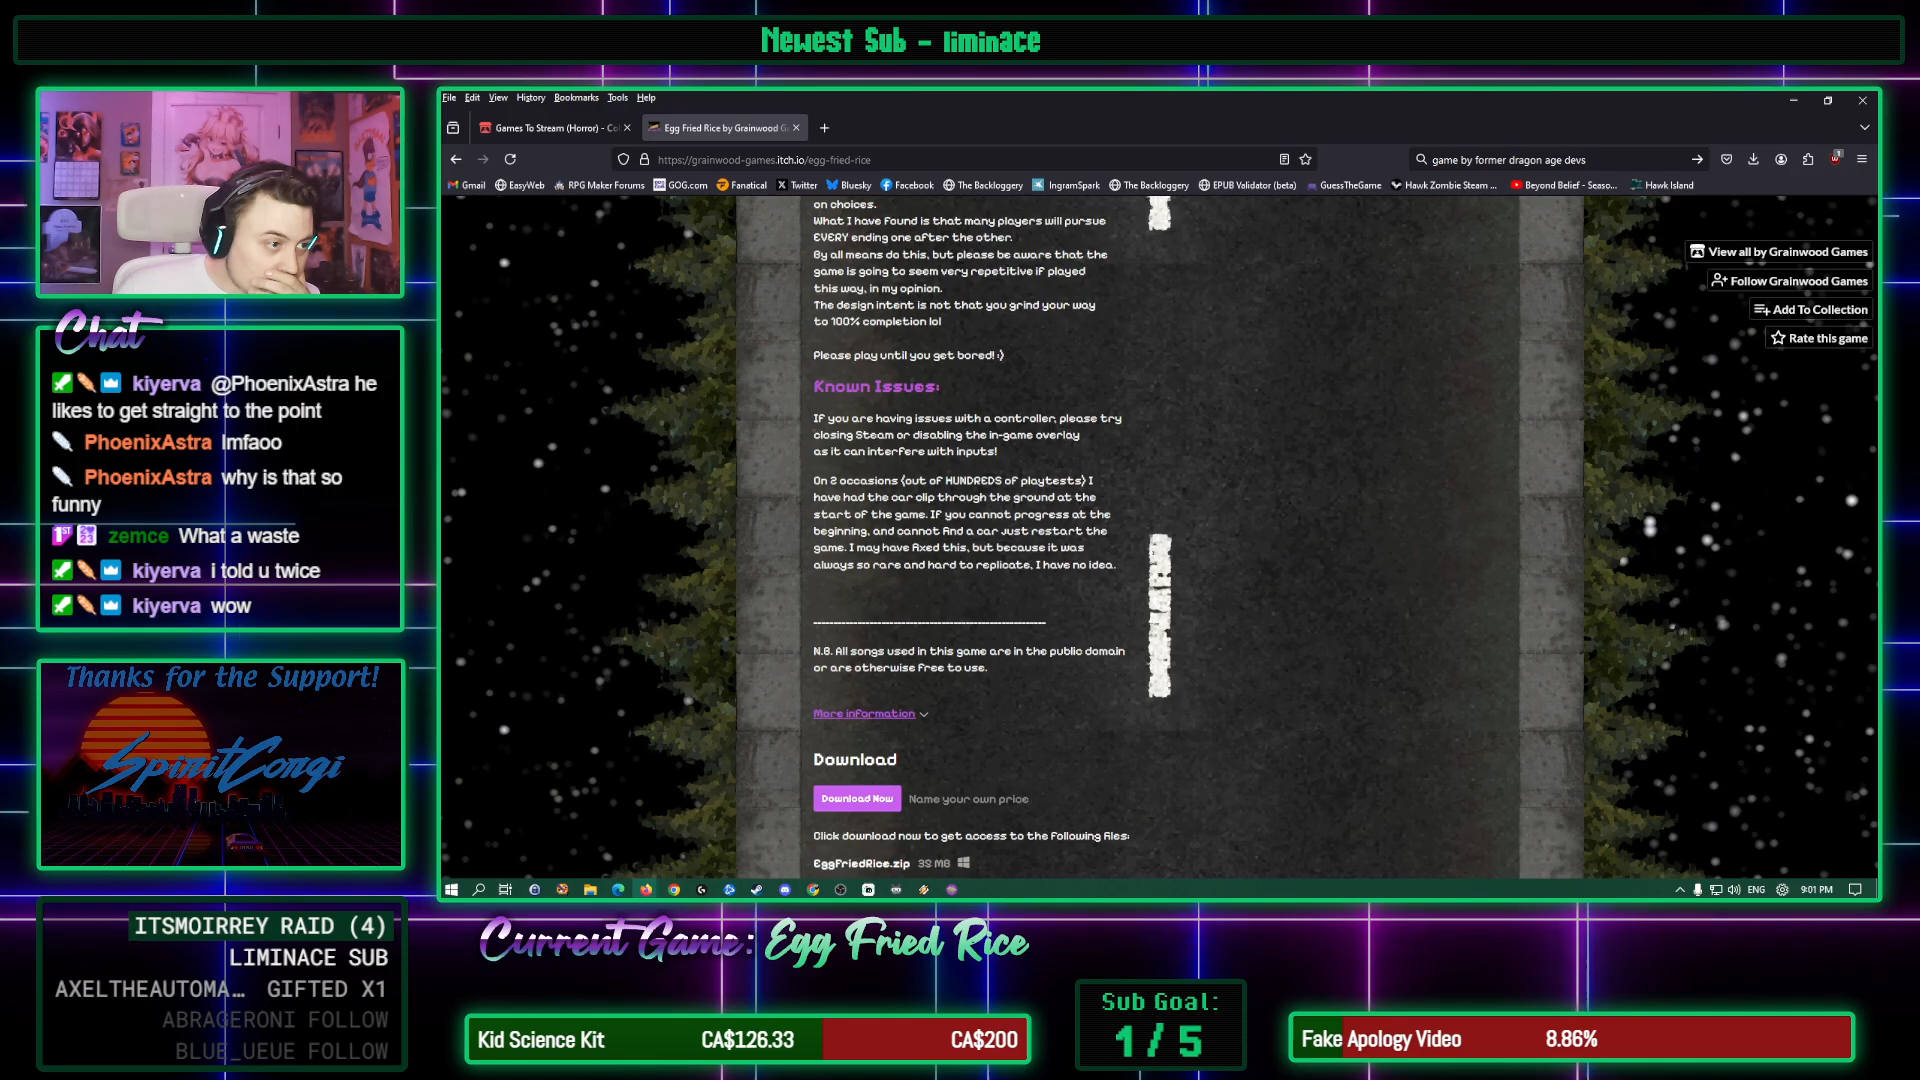 Newest Sub - liminace
File Edit View History Bookmarks Tools Help
Games To Stream (Horror) - Col
Egg Fried Rice by Grainwood G
https://grainwood-games.itch.io/egg-fried-rice
game by former dragon age devs
Gmail EasyWeb RPG Maker Forums GOG.com Fanatical Twitter Bluesky Facebook The Backloggery IngramSpark The Backloggery EPUB Validator (beta) GuessTheGame Hawk Zombie Steam ... Beyond Belief - Seaso... Hawk Island
on choices.
What I have found is that many players will pursue
EVERY ending one after the other.
By all means do this, but please be aware that the
game is going to seem very repetitive if played
this way, in my opinion.
The design intent is not that you grind your way
to 100% completion lol
Please play until you get bored! :)
Known Issues:
If you are having issues with a controller, please try
closing Steam or disabling the in-game overlay
as it can interfere with inputs!
On 2 occasions (out of HUNDREDS of playtests) I
have had the car clip through the ground at the
start of the game. If you cannot progress at the
beginning, and cannot find a car just restart the
game. I may have fixed this, but because it was
always so rare and hard to replicate, I have no idea.
N.B. All songs used in this game are in the public domain
or are otherwise free to use.
More information
Download
Download Now Name your own price
Click download now to get access to the following files:
EggFriedRice.zip 35 MB
View all by Grainwood Games
Follow Grainwood Games
Add To Collection
Rate this game
ENG 9:01 PM
Chat
kiyerva @PhoenixAstra he
likes to get straight to the point
PhoenixAstra lmfaoo
PhoenixAstra why is that so
funny
1ST 2023 zemce What a waste
kiyerva i told u twice
kiyerva wow
Thanks for the Support!
SpiritCorgi
ITSMOIRREY RAID (4)
LIMINACE SUB
AXELTHEAUTOMA... GIFTED X1
ABRAGERONI FOLLOW
BLUE_UEUE FOLLOW
Current Game: Egg Fried Rice
Kid Science Kit CA$126.33 CA$200
Sub Goal:
1 / 5
Fake Apology Video 8.86%